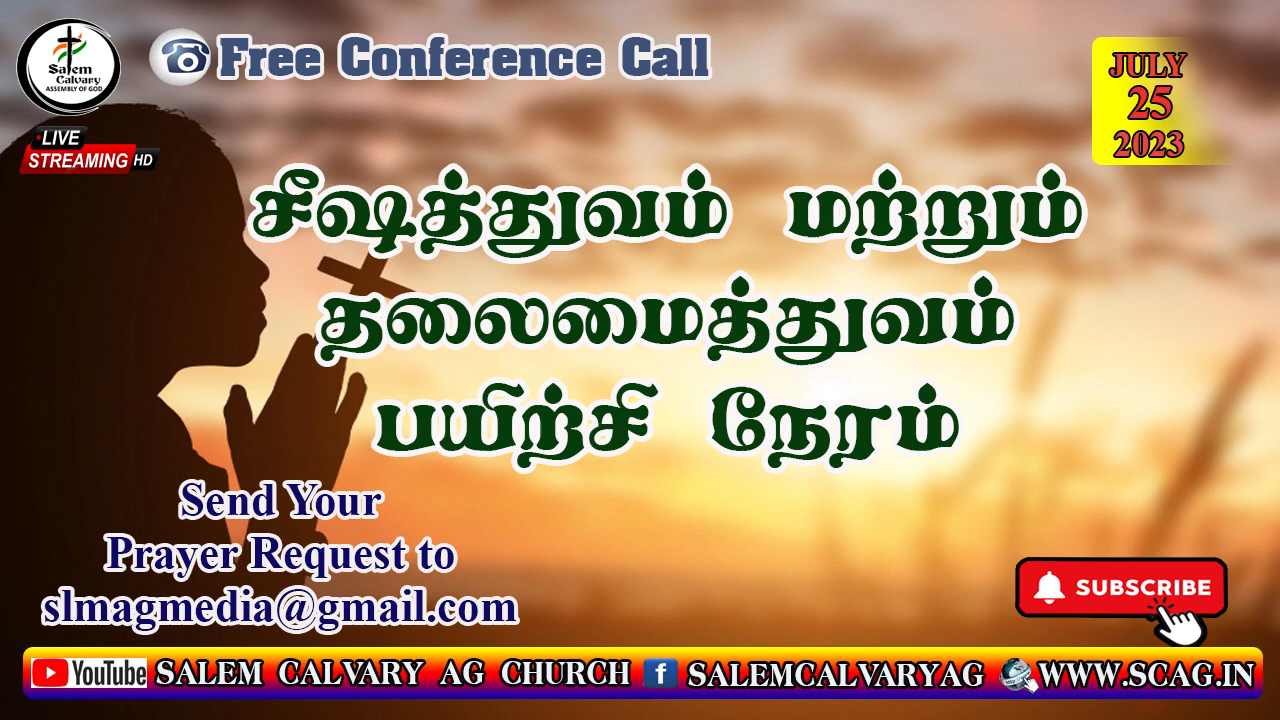 Salem
Calvary
ASSEMBLY OF GOD
Free Conference Call
JULY
25
2023
LIVE
STREAMING HD
சீஷத்துவம் மற்றும்
தலைமைத்துவம்
பயிற்சி நேரம்
Send Your
Prayer Request to
slmagmedia@gmail.com
SUBSCRIBE
YouTube SALEM CALVARY AG CHURCH f SALEMCALVARYAG WWW.SCAG.IN